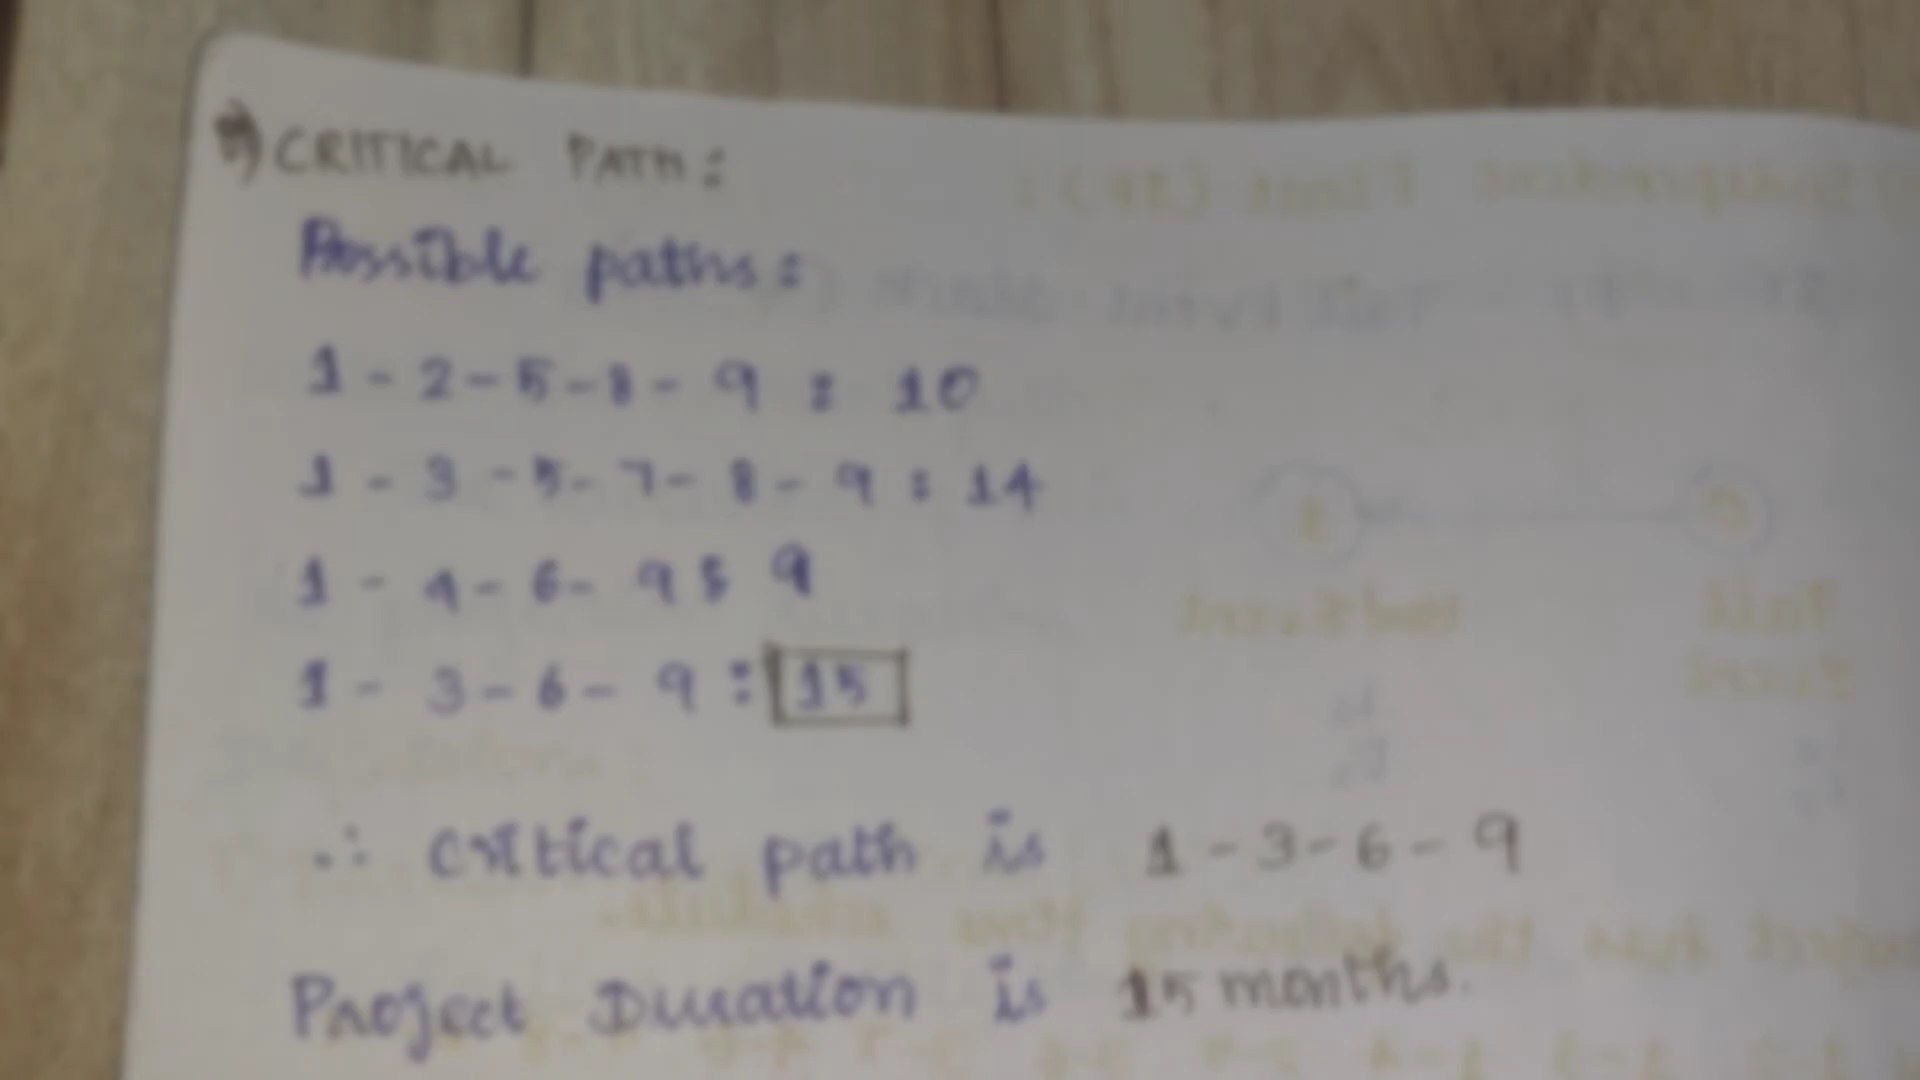 CRITICAL PATH:
Possible paths:
1 - 2 - 5 - 8 - 9 : 10
1 - 3 - 5 - 7 - 8 - 9 : 14
1 - 4 - 6 - 9 : 9
1 - 3 - 6 - 9 : 15
∴ Critical path is 1 - 3 - 6 - 9
Project Duration is 15 months.